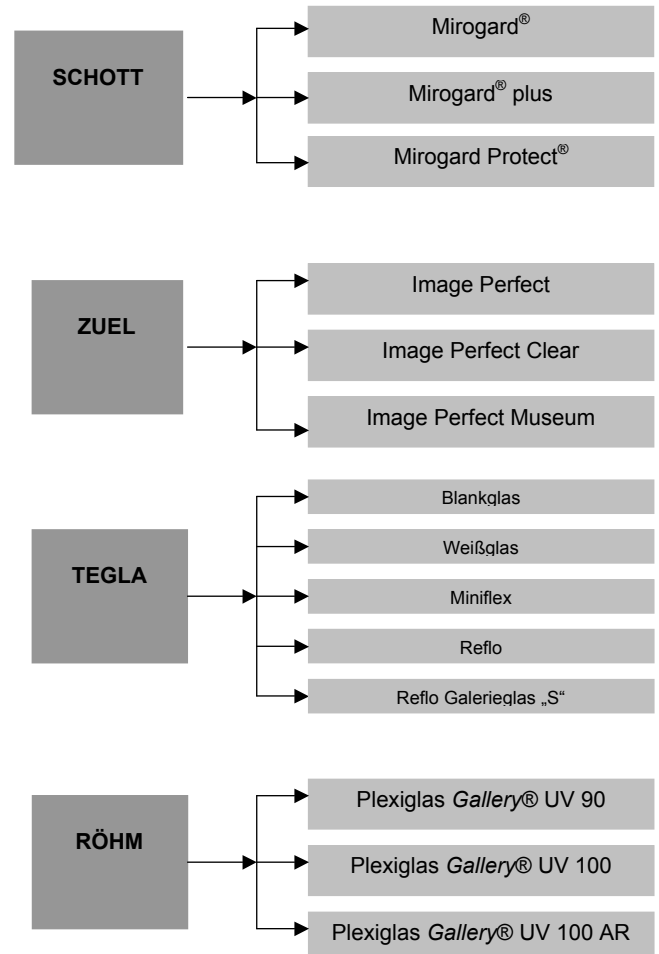 SCHOTT
Mirogard®
Mirogard® plus
Mirogard Protect®
ZUEL
Image Perfect
Image Perfect Clear
Image Perfect Museum
TEGLA
Blankglas
Weißglas
Miniflex
Reflo
Reflo Galerieglas „S“
RÖHM
Plexiglas Gallery® UV 90
Plexiglas Gallery® UV 100
Plexiglas Gallery® UV 100 AR